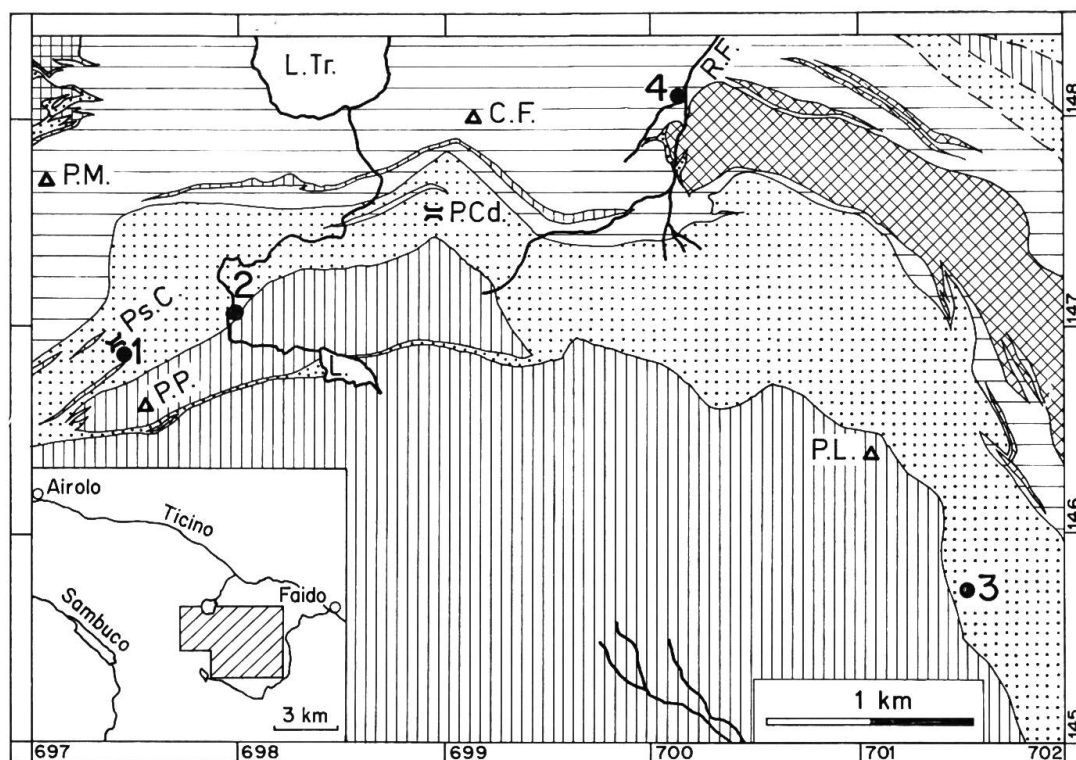 L.Tr.
4
R.F.
148
C.F.
P.M.
P.Cd.
2
147
Ps.C
1
P.P.
L.
P.L.
146
Airolo
Ticino
3
Faido
Sambuco
3 km
1 km
145
697
698
699
700
701
702